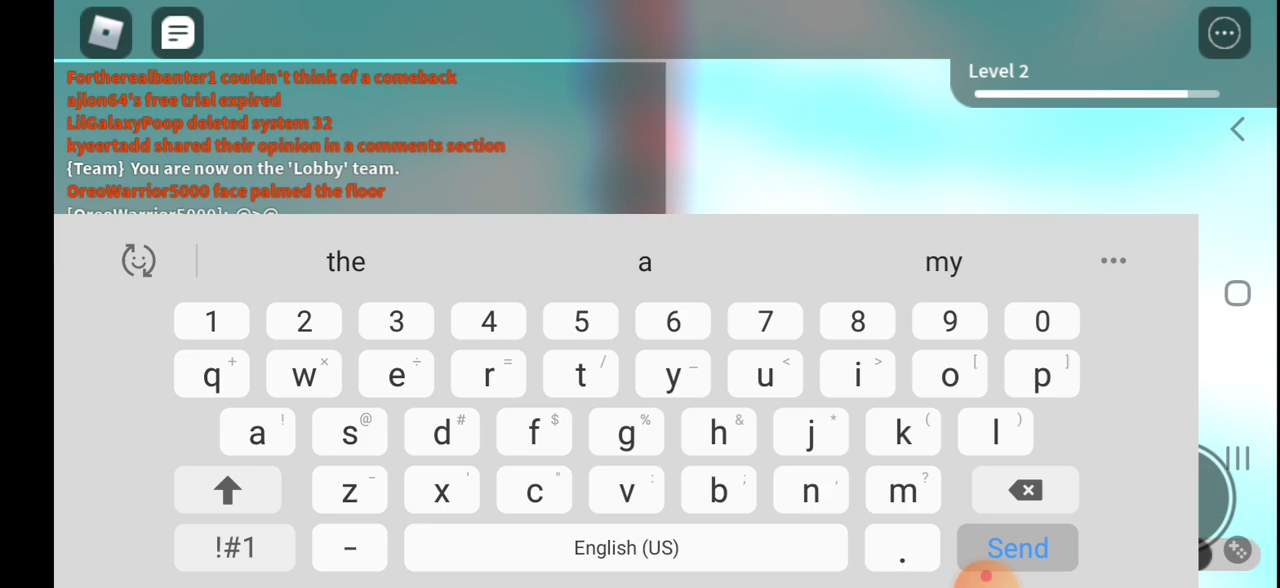 Level 2
Fortherealbanter1 couldn't think of a comeback
ajlon64's free trial expired
LilGalaxyPoop deleted system 32
kyeertadd shared their opinion in a comments section
{Team} You are now on the 'Lobby' team.
OreoWarrior5000 face palmed the floor
[OreoWarrior5000]: @>@
the a my
1 2 3 4 5 6 7 8 9 0
q + w × e ÷ r = t / y _ u < i > o [ p ]
a ! s @ d # f $ g % h & j * k ( l )
z - x ' c " v : b ; n , m ?
!#1 - English (US) . Send